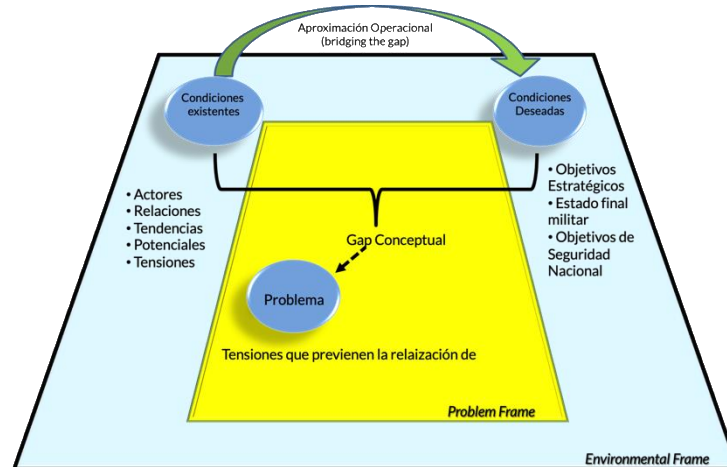 Aproximación Operacional
(bridging the gap)
Condiciones
existentes
Condiciones
Deseadas
• Actores
• Relaciones
• Tendencias
• Potenciales
• Tensiones
• Objetivos
Estratégicos
• Estado final
militar
• Objetivos de
Seguridad
Nacional
Gap Conceptual
Problema
Tensiones que previenen la relaización de
Problem Frame
Environmental Frame